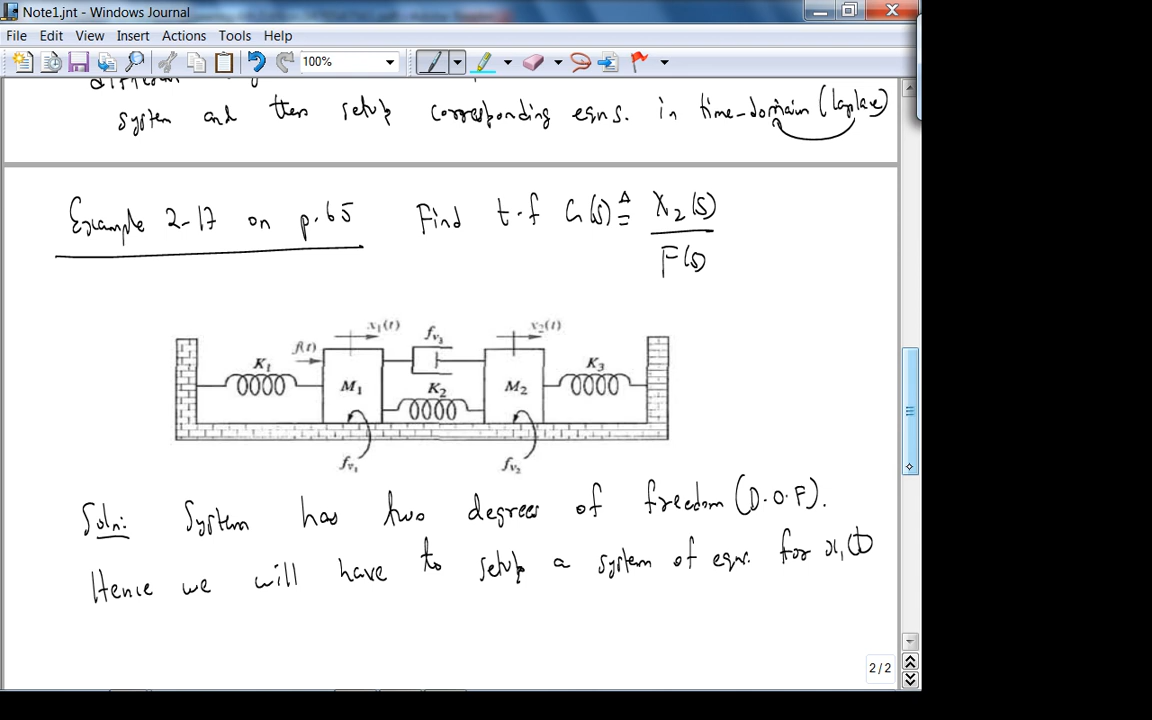 Note1.jnt - Windows Journal
File Edit View Insert Actions Tools Help
100%
system and then setup corresponding eqns. in time-domain (laplace)
Example 2-17 on p.65 Find t.f G(s) ≜ X₂(s)
F(s)
x₁(t) fv₃ x₂(t)
f(t)
K₁ K₃
M₁ K₂ M₂
fv₁ fv₂
Soln: System has two degrees of freedom (D.O.F).
Hence we will have to setup a system of eqns. for x₁(t)
2 / 2